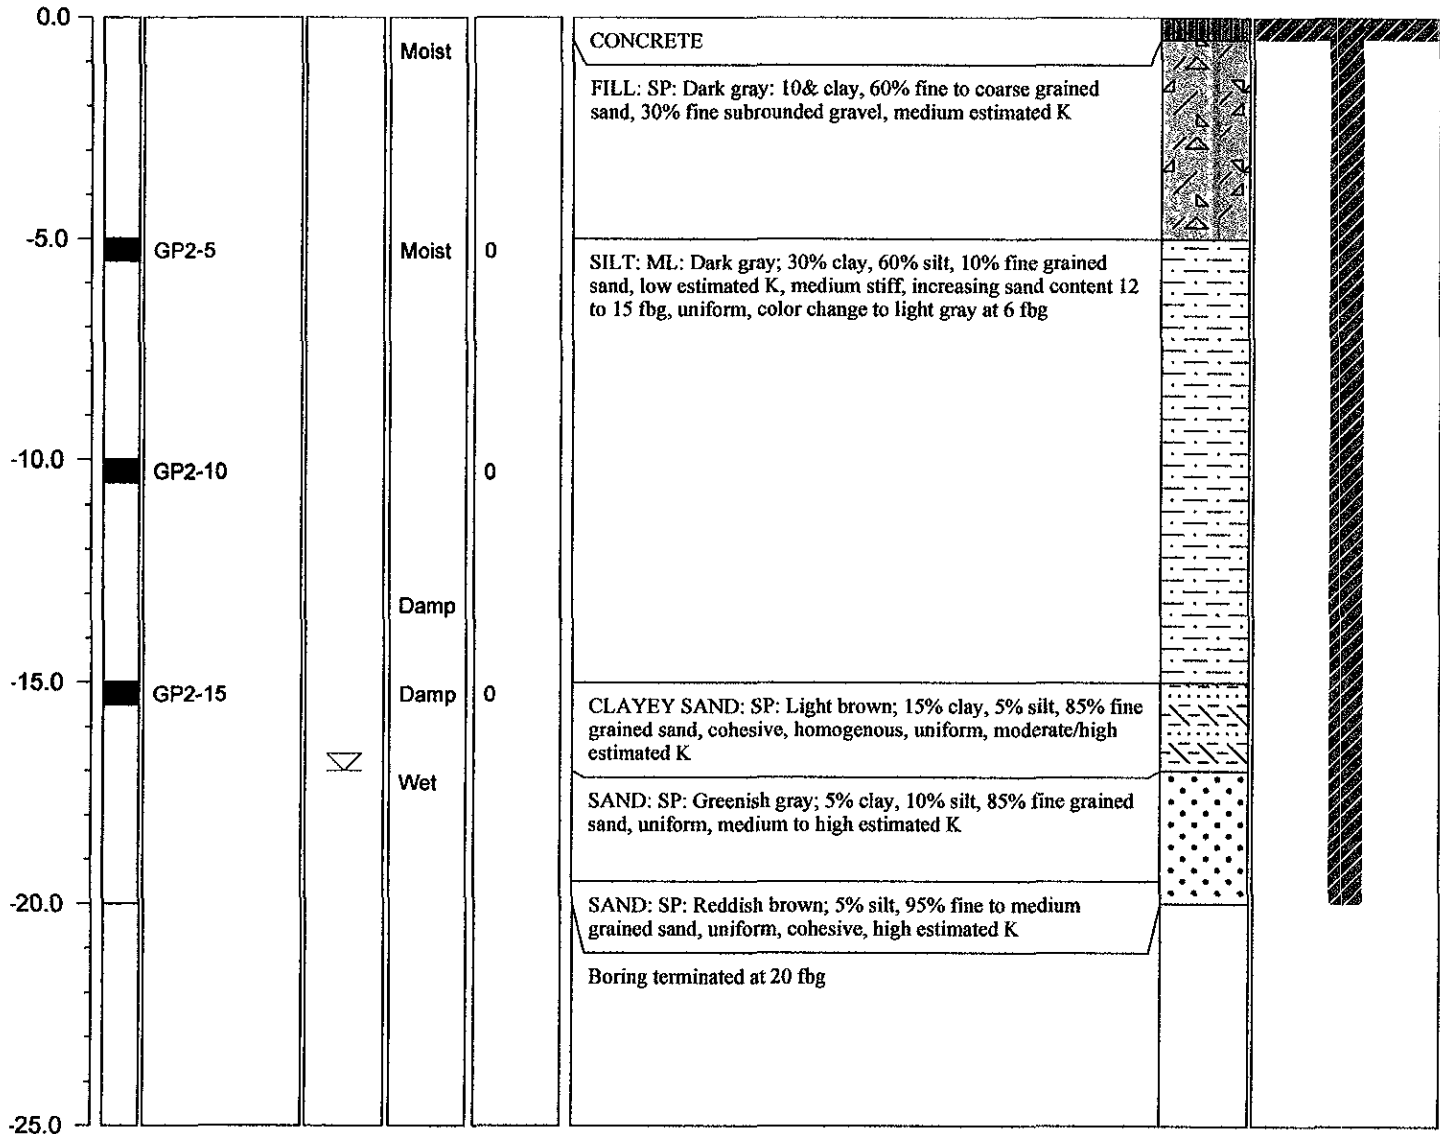 0.0
Moist
CONCRETE
FILL: SP: Dark gray: 10& clay, 60% fine to coarse grained
sand, 30% fine subrounded gravel, medium estimated K
-5.0
GP2-5
Moist
0
SILT: ML: Dark gray; 30% clay, 60% silt, 10% fine grained
sand, low estimated K, medium stiff, increasing sand content 12
to 15 fbg, uniform, color change to light gray at 6 fbg
-10.0
GP2-10
0
Damp
-15.0
GP2-15
Damp
0
CLAYEY SAND: SP: Light brown; 15% clay, 5% silt, 85% fine
grained sand, cohesive, homogenous, uniform, moderate/high
estimated K
Wet
SAND: SP: Greenish gray; 5% clay, 10% silt, 85% fine grained
sand, uniform, medium to high estimated K
-20.0
SAND: SP: Reddish brown; 5% silt, 95% fine to medium
grained sand, uniform, cohesive, high estimated K
Boring terminated at 20 fbg
-25.0